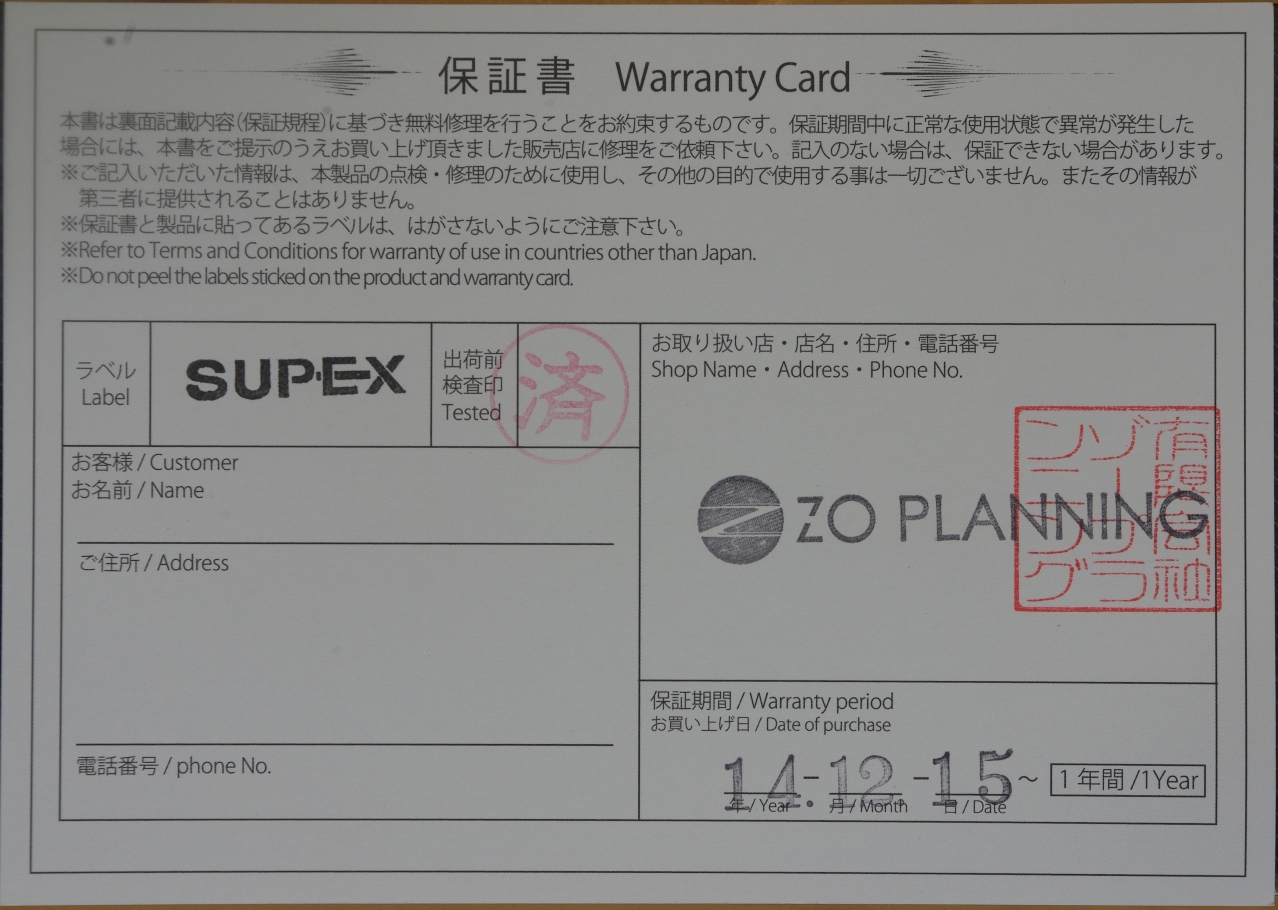 保証書 Warranty Card
本書は裏面記載内容(保証規程)に基づき無料修理を行うことをお約束するものです。保証期間中に正常な使用状態で異常が発生した
場合には、本書をご提示のうえお買い上げ頂きました販売店に修理をご依頼下さい。記入のない場合は、保証できない場合があります。
※ご記入いただいた情報は、本製品の点検・修理のために使用し、その他の目的で使用する事は一切ございません。またその情報が
第三者に提供されることはありません。
※保証書と製品に貼ってあるラベルは、はがさないようにご注意下さい。
※Refer to Terms and Conditions for warranty of use in countries other than Japan.
※Do not peel the labels sticked on the product and warranty card.
ラベル
Label
SUPEX
出荷前
検査印
Tested
済
お客様 / Customer
お名前 / Name
ご住所 / Address
電話番号 / phone No.
お取り扱い店・店名・住所・電話番号
Shop Name・Address・Phone No.
ZO PLANNING
有限会社
ゾープラ
ンニング
保証期間 / Warranty period
お買い上げ日 / Date of purchase
14.-12-15~ 1年間/1Year
年 / Year 月 / Month 日 / Date